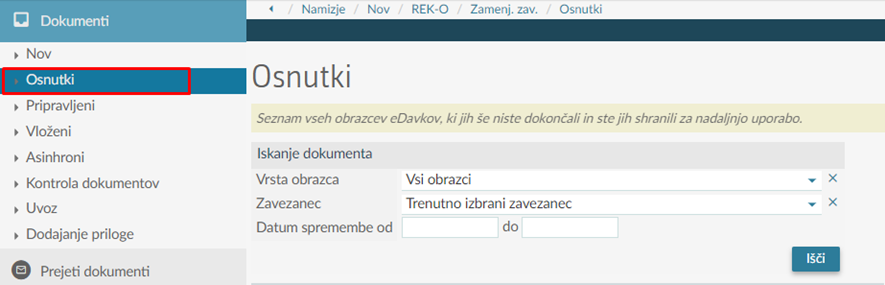 Dokumenti
Nov
Osnutki
Pripravljeni
Vloženi
Asinhroni
Kontrola dokumentov
Uvoz
Dodajanje priloge
Prejeti dokumenti
/ Namizje / Nov / REK-O / Zamenj. zav. / Osnutki
Osnutki
Seznam vseh obrazcev eDavkov, ki jih še niste dokončali in ste jih shranili za nadaljnjo uporabo.
Iskanje dokumenta
Vrsta obrazca Vsi obrazci
Zavezanec Trenutno izbrani zavezanec
Datum spremembe od do
Išči